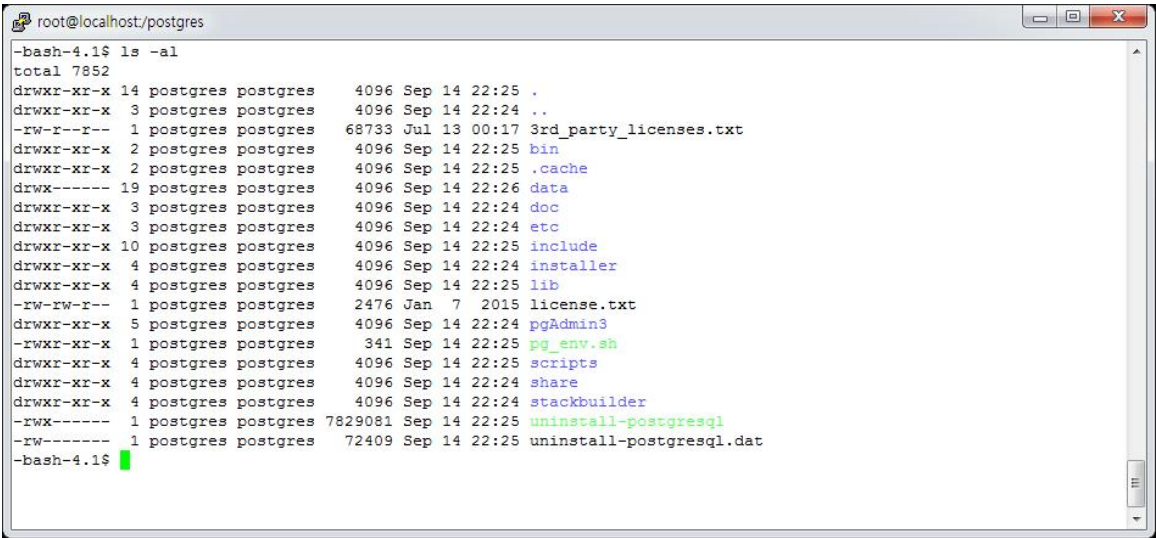 root@localhost:/postgres
-bash-4.1$ ls -al
total 7852
drwxr-xr-x 14 postgres postgres    4096 Sep 14 22:25 .
drwxr-xr-x  3 postgres postgres    4096 Sep 14 22:24 ..
-rw-r--r--  1 postgres postgres   68733 Jul 13 00:17 3rd_party_licenses.txt
drwxr-xr-x  2 postgres postgres    4096 Sep 14 22:25 bin
drwxr-xr-x  2 postgres postgres    4096 Sep 14 22:25 .cache
drwx------ 19 postgres postgres    4096 Sep 14 22:26 data
drwxr-xr-x  3 postgres postgres    4096 Sep 14 22:24 doc
drwxr-xr-x  3 postgres postgres    4096 Sep 14 22:24 etc
drwxr-xr-x 10 postgres postgres    4096 Sep 14 22:25 include
drwxr-xr-x  4 postgres postgres    4096 Sep 14 22:24 installer
drwxr-xr-x  4 postgres postgres    4096 Sep 14 22:25 lib
-rw-rw-r--  1 postgres postgres    2476 Jan  7  2015 license.txt
drwxr-xr-x  5 postgres postgres    4096 Sep 14 22:24 pgAdmin3
-rwxr-xr-x  1 postgres postgres     341 Sep 14 22:25 pg_env.sh
drwxr-xr-x  4 postgres postgres    4096 Sep 14 22:25 scripts
drwxr-xr-x  4 postgres postgres    4096 Sep 14 22:24 share
drwxr-xr-x  4 postgres postgres    4096 Sep 14 22:24 stackbuilder
-rwx------  1 postgres postgres 7829081 Sep 14 22:25 uninstall-postgresql
-rw-------  1 postgres postgres   72409 Sep 14 22:25 uninstall-postgresql.dat
-bash-4.1$